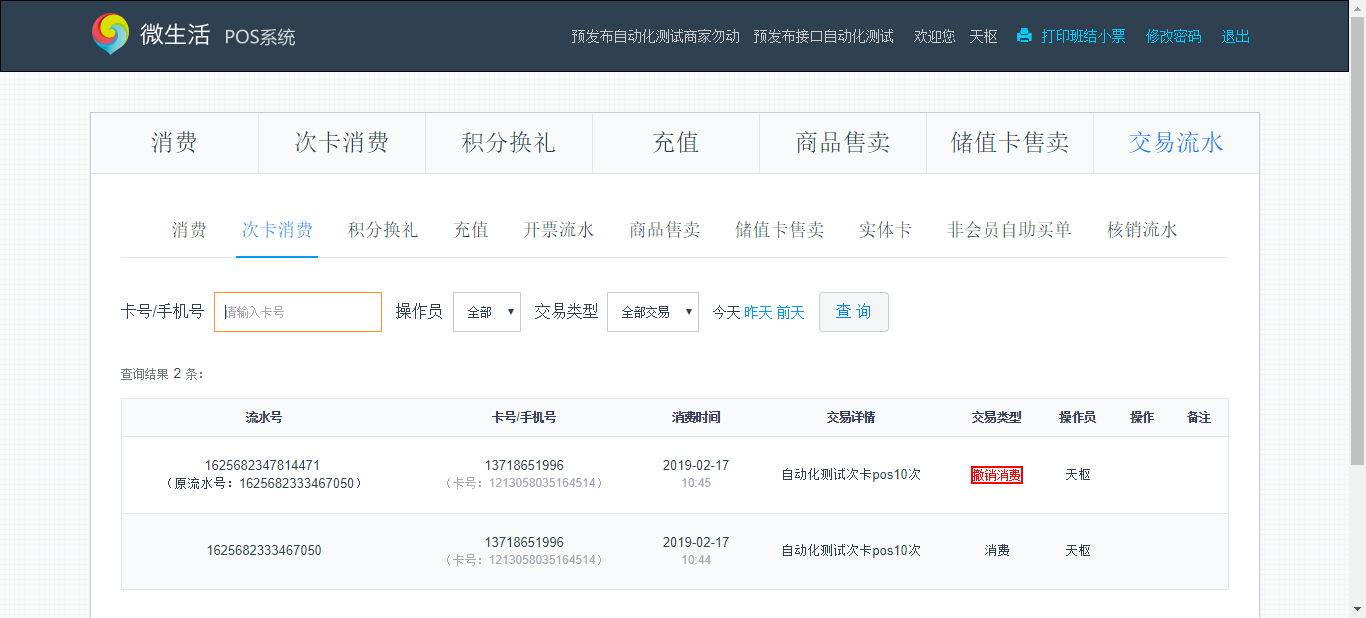 微生活 POS系统 预发布自动化测试商家勿动 预发布接口自动化测试 欢迎您 天枢 打印班结小票 修改密码 退出
消费 次卡消费 积分换礼 充值 商品售卖 储值卡售卖 交易流水
消费 次卡消费 积分换礼 充值 开票流水 商品售卖 储值卡售卖 实体卡 非会员自助买单 核销流水
卡号/手机号 请输入卡号 操作员 全部 交易类型 全部交易 今天 昨天 前天 查 询
查询结果 2 条：
流水号 卡号/手机号 消费时间 交易详情 交易类型 操作员 操作 备注
1625682347814471 13718651996 2019-02-17
自动化测试次卡pos10次 撤销消费 天枢
（原流水号：1625682333467050） （卡号：1213058035164514） 10:45
13718651996 2019-02-17
1625682333467050 自动化测试次卡pos10次 消费 天枢
（卡号：1213058035164514） 10:44